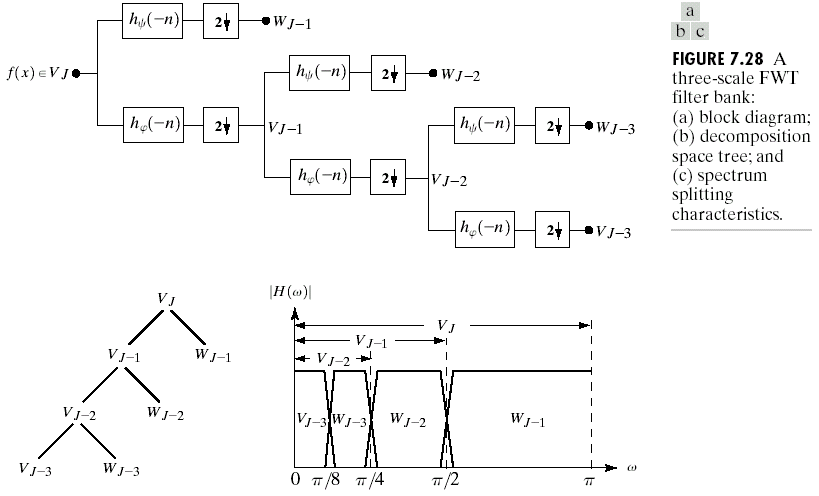 h_ψ(−n) 2↓ W_{J−1}
f(x) ∈ V_J
h_ψ(−n) 2↓ W_{J−2}
h_φ(−n) 2↓ V_{J−1}
h_ψ(−n) 2↓ W_{J−3}
h_φ(−n) 2↓ V_{J−2}
h_φ(−n) 2↓ V_{J−3}
a
b c
FIGURE 7.28 A
three-scale FWT
filter bank:
(a) block diagram;
(b) decomposition
space tree; and
(c) spectrum
splitting
characteristics.
V_J
V_{J−1} W_{J−1}
V_{J−2} W_{J−2}
V_{J−3} W_{J−3}
|H(ω)|
V_J
V_{J−1}
V_{J−2}
V_{J−3} W_{J−3} W_{J−2} W_{J−1}
0 π/8 π/4 π/2 π ω